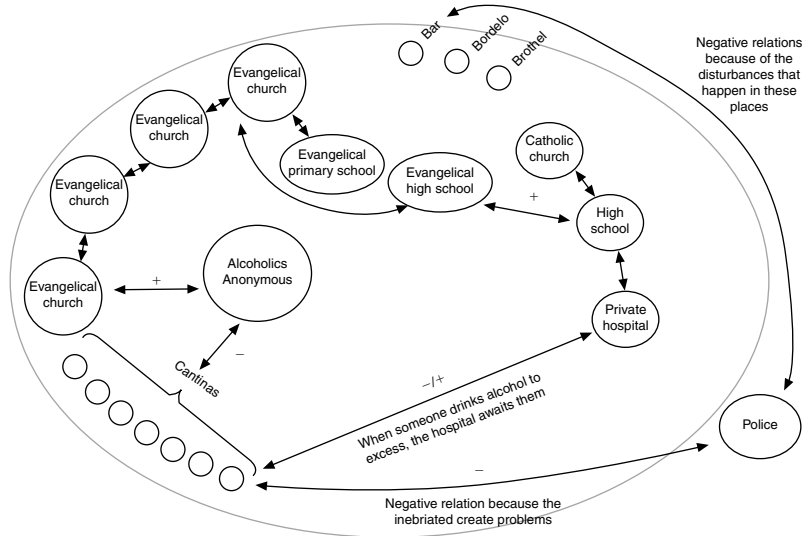 Bar
Bordelo
Brothel
Negative relations
because of the
disturbances that
happen in these
places
Evangelical
church
Evangelical
church
Evangelical
primary school
Evangelical
high school
Catholic
church
+
High
school
Evangelical
church
Evangelical
church
+
Alcoholics
Anonymous
Private
hospital
–
Cantinas
–/+
When someone drinks alcohol to
excess, the hospital awaits them
Police
–
Negative relation because the
inebriated create problems